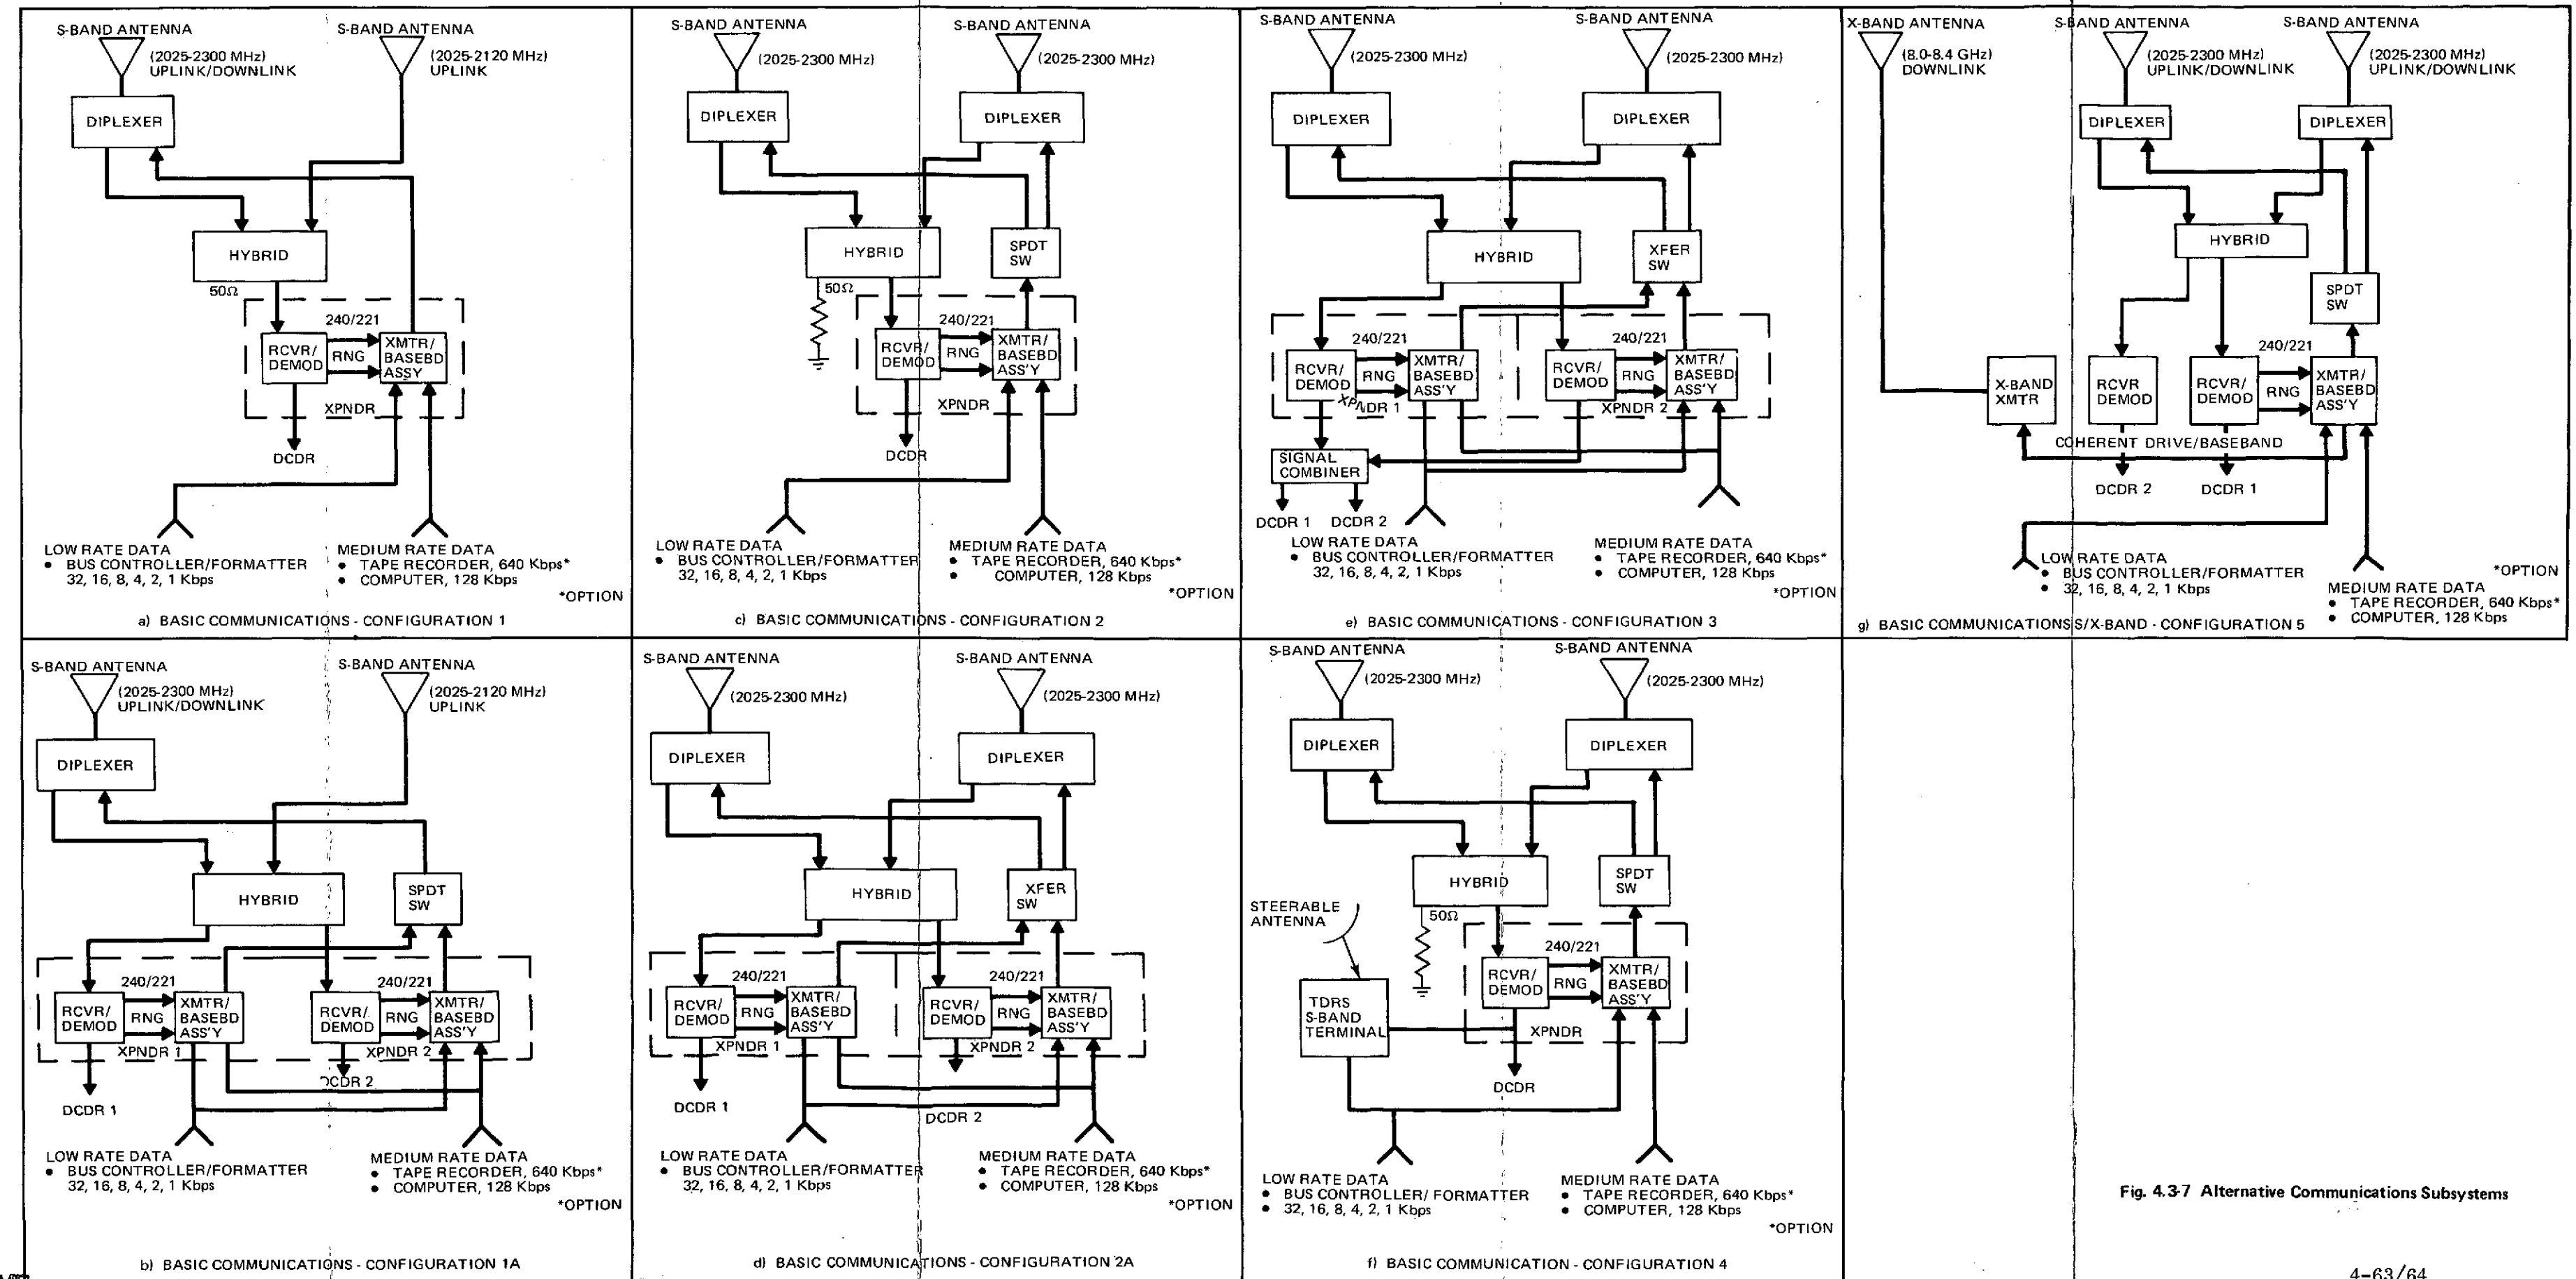 S-BAND ANTENNA
(2025-2300 MHz)
UPLINK/DOWNLINK
S-BAND ANTENNA
(2025-2120 MHz)
UPLINK
DIPLEXER
HYBRID
50Ω
240/221
RCVR/
DEMOD
RNG
XMTR/
BASEBD
ASSY
XPNDR
DCDR
LOW RATE DATA
• BUS CONTROLLER/FORMATTER
32, 16, 8, 4, 2, 1 Kbps
MEDIUM RATE DATA
• TAPE RECORDER, 640 Kbps*
• COMPUTER, 128 Kbps
*OPTION
a) BASIC COMMUNICATIONS - CONFIGURATION 1
S-BAND ANTENNA
(2025-2300 MHz)
S-BAND ANTENNA
(2025-2300 MHz)
DIPLEXER
DIPLEXER
HYBRID
SPDT
SW
50Ω
240/221
RCVR/
DEMOD
RNG
XMTR/
BASEBD
ASS'Y
XPNDR
DCDR
LOW RATE DATA
• BUS CONTROLLER/FORMATTER
32, 16, 8, 4, 2, 1 Kbps
MEDIUM RATE DATA
• TAPE RECORDER, 640 Kbps*
• COMPUTER, 128 Kbps
*OPTION
c) BASIC COMMUNICATIONS - CONFIGURATION 2
S-BAND ANTENNA
(2025-2300 MHz)
S-BAND ANTENNA
(2025-2300 MHz)
DIPLEXER
DIPLEXER
HYBRID
XFER
SW
240/221
RCVR/
DEMOD
RNG
XMTR/
BASEBD
ASS'Y
XPNDR 1
240/221
RCVR/
DEMOD
RNG
XMTR/
BASEBD
ASS'Y
XPNDR 2
SIGNAL
COMBINER
DCDR 1
DCDR 2
LOW RATE DATA
• BUS CONTROLLER/FORMATTER
32, 16, 8, 4, 2, 1 Kbps
MEDIUM RATE DATA
• TAPE RECORDER, 640 Kbps*
• COMPUTER, 128 Kbps
*OPTION
e) BASIC COMMUNICATIONS - CONFIGURATION 3
X-BAND ANTENNA
(8.0-8.4 GHz)
DOWNLINK
S-BAND ANTENNA
(2025-2300 MHz)
UPLINK/DOWNLINK
S-BAND ANTENNA
(2025-2300 MHz)
UPLINK/DOWNLINK
DIPLEXER
DIPLEXER
HYBRID
SPDT
SW
X-BAND
XMTR
RCVR
DEMOD
RCVR/
DEMOD
240/221
RNG
XMTR/
BASEBD
ASS'Y
COHERENT DRIVE/BASEBAND
DCDR 2
DCDR 1
LOW RATE DATA
• BUS CONTROLLER/FORMATTER
• 32, 16, 8, 4, 2, 1 Kbps
*OPTION
MEDIUM RATE DATA
• TAPE RECORDER, 640 Kbps*
• COMPUTER, 128 Kbps
g) BASIC COMMUNICATIONS S/X-BAND - CONFIGURATION 5
S-BAND ANTENNA
(2025-2300 MHz)
UPLINK/DOWNLINK
S-BAND ANTENNA
(2025-2120 MHz)
UPLINK
DIPLEXER
HYBRID
SPDT
SW
240/221
RCVR/
DEMOD
RNG
XMTR/
BASEBD
ASS'Y
XPNDR 1
240/221
RCVR/
DEMOD
RNG
XMTR/
BASEBD
ASS'Y
XPNDR 2
DCDR 2
DCDR 1
LOW RATE DATA
• BUS CONTROLLER/FORMATTER
32, 16, 8, 4, 2, 1 Kbps
MEDIUM RATE DATA
• TAPE RECORDER, 640 Kbps*
• COMPUTER, 128 Kbps
*OPTION
b) BASIC COMMUNICATIONS - CONFIGURATION 1A
S-BAND ANTENNA
(2025-2300 MHz)
S-BAND ANTENNA
(2025-2300 MHz)
DIPLEXER
DIPLEXER
HYBRID
XFER
SW
240/221
RCVR/
DEMOD
RNG
XMTR/
BASEBD
ASS'Y
XPNDR 1
240/221
RCVR/
DEMOD
RNG
XMTR/
BASEBD
ASS'Y
XPNDR 2
DCDR 1
DCDR 2
LOW RATE DATA
• BUS CONTROLLER/FORMATTER
32, 16, 8, 4, 2, 1 Kbps
MEDIUM RATE DATA
• TAPE RECORDER, 640 Kbps*
• COMPUTER, 128 Kbps
*OPTION
d) BASIC COMMUNICATIONS - CONFIGURATION 2A
S-BAND ANTENNA
(2025-2300 MHz)
S-BAND ANTENNA
(2025-2300 MHz)
DIPLEXER
DIPLEXER
HYBRID
SPDT
SW
STEERABLE
ANTENNA
50Ω
240/221
RCVR/
DEMOD
RNG
XMTR/
BASEBD
ASS'Y
TDRS
S-BAND
TERMINAL
XPNDR
DCDR
LOW RATE DATA
• BUS CONTROLLER/ FORMATTER
• 32, 16, 8, 4, 2, 1 Kbps
MEDIUM RATE DATA
• TAPE RECORDER, 640 Kbps*
• COMPUTER, 128 Kbps
*OPTION
f) BASIC COMMUNICATION - CONFIGURATION 4
Fig. 4.3-7 Alternative Communications Subsystems
4-63/64